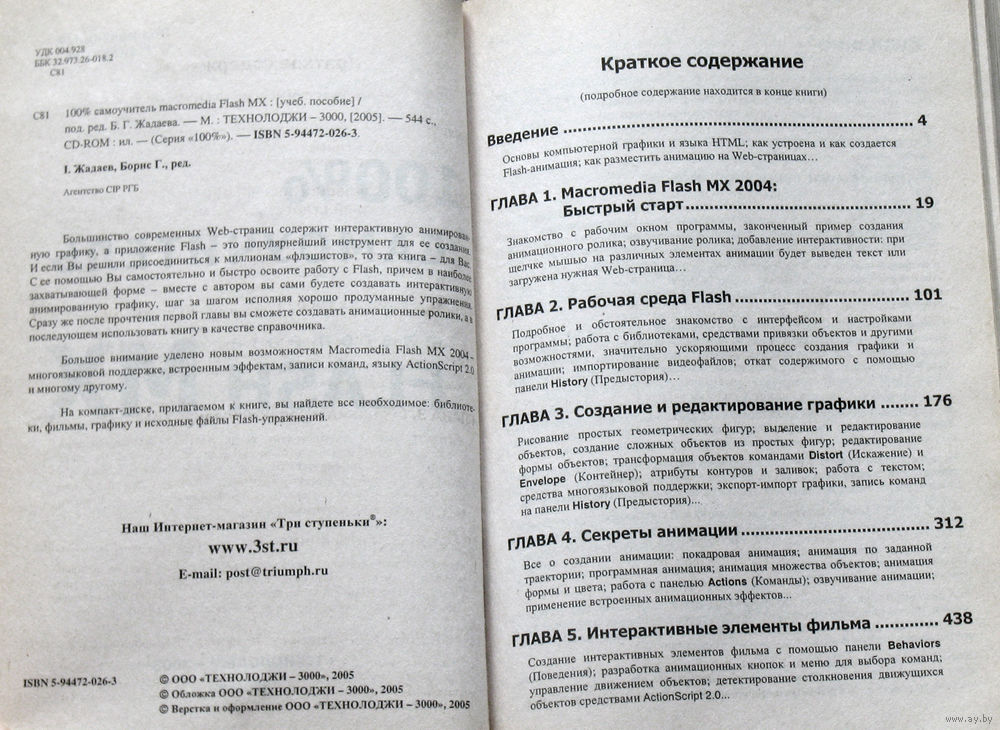 УДК 004.928
ББК 32.973.26-018.2
С81
С81 100% самоучитель macromedia Flash MX : [учеб. пособие] /
под. ред. Б. Г. Жадаева. — М. : ТЕХНОЛОДЖИ – 3000, [2005]. — 544 с.,
CD-ROM : ил. — (Серия «100%»). — ISBN 5-94472-026-3.
I. Жадаев, Борис Г., ред.
Агентство CIP РГБ
Большинство современных Web-страниц содержит интерактивную анимирован-
ную графику, а приложение Flash – это популярнейший инструмент для ее создания.
И если Вы решили присоединиться к миллионам «флэшистов», то эта книга – для Вас.
С ее помощью Вы самостоятельно и быстро освоите работу с Flash, причем в наиболее
захватывающей форме – вместе с автором вы сами будете создавать интерактивную
анимированную графику, шаг за шагом исполняя хорошо продуманные упражнения.
Сразу же после прочтения первой главы вы сможете создавать анимационные ролики, а в
последующем использовать книгу в качестве справочника.
Большое внимание уделено новым возможностям Macromedia Flash MX 2004 –
многоязыковой поддержке, встроенным эффектам, записи команд, языку ActionScript 2.0
и многому другому.
На компакт-диске, прилагаемом к книге, вы найдете все необходимое: библиоте-
ки, фильмы, графику и исходные файлы Flash-упражнений.
Наш Интернет-магазин «Три ступеньки®»:
www.3st.ru
E-mail: post@triumph.ru
ISBN 5-94472-026-3
© ООО «ТЕХНОЛОДЖИ – 3000», 2005
© Обложка ООО «ТЕХНОЛОДЖИ – 3000», 2005
© Верстка и оформление ООО «ТЕХНОЛОДЖИ – 3000», 2005
Краткое содержание
(подробное содержание находится в конце книги)
Введение ........................................ 4
Основы компьютерной графики и языка HTML; как устроена и как создается
Flash-анимация; как разместить анимацию на Web-страницах…
ГЛАВА 1. Macromedia Flash MX 2004:
Быстрый старт ........................................ 19
Знакомство с рабочим окном программы, законченный пример создания
анимационного ролика; озвучивание ролика; добавление интерактивности: при
щелчке мышью на различных элементах анимации будет выведен текст или
загружена нужная Web-страница…
ГЛАВА 2. Рабочая среда Flash ........................................ 101
Подробное и обстоятельное знакомство с интерфейсом и настройками
программы; работа с библиотеками, средствами привязки объектов и другими
возможностями, значительно ускоряющими процесс создания графики и
анимации; импортирование видеофайлов; откат содержимого с помощью
панели History (Предыстория)…
ГЛАВА 3. Создание и редактирование графики ........ 176
Рисование простых геометрических фигур; выделение и редактирование
объектов, создание сложных объектов из простых фигур; редактирование
формы объектов; трансформация объектов командами Distort (Искажение) и
Envelope (Контейнер); атрибуты контуров и заливок; работа с текстом;
средства многоязыковой поддержки; экспорт-импорт графики, запись команд
на панели History (Предыстория)...
ГЛАВА 4. Секреты анимации ........................................ 312
Все о создании анимации: покадровая анимация; анимация по заданной
траектории; программная анимация; анимация множества объектов; анимация
формы и цвета; работа с панелью Actions (Команды); озвучивание анимации;
применение встроенных анимационных эффектов...
ГЛАВА 5. Интерактивные элементы фильма .............. 438
Создание интерактивных элементов фильма с помощью панели Behaviors
(Поведения); разработка анимационных кнопок и меню для выбора команд;
управление движением объектов; детектирование столкновения движущихся
объектов средствами ActionScript 2.0...
www.ay.by